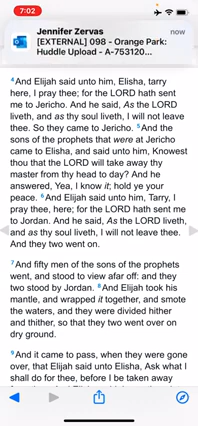 7:02
Jennifer Zervas
now
[EXTERNAL] 098 - Orange Park:
Huddle Upload - A-753120...
4And Elijah said unto him, Elisha, tarry
here, I pray thee; for the LORD hath sent
me to Jericho. And he said, As the LORD
liveth, and as thy soul liveth, I will not leave
thee. So they came to Jericho. 5And the
sons of the prophets that were at Jericho
came to Elisha, and said unto him, Knowest
thou that the LORD will take away thy
master from thy head to day? And he
answered, Yea, I know it; hold ye your
peace. 6And Elijah said unto him, Tarry, I
pray thee, here; for the LORD hath sent me
to Jordan. And he said, As the LORD liveth,
and as thy soul liveth, I will not leave thee.
And they two went on.
7And fifty men of the sons of the prophets
went, and stood to view afar off: and they
two stood by Jordan. 8And Elijah took his
mantle, and wrapped it together, and smote
the waters, and they were divided hither
and thither, so that they two went over on
dry ground.
9And it came to pass, when they were gone
over, that Elijah said unto Elisha, Ask what I
shall do for thee, before I be taken away